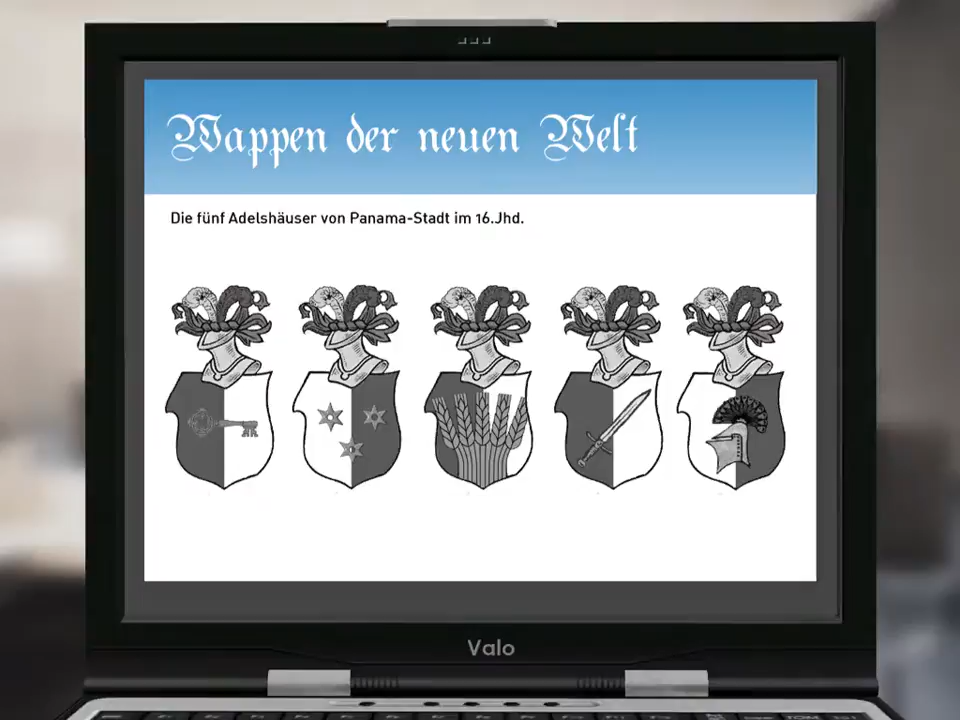 Wappen der neuen Welt
Die fünf Adelshäuser von Panama-Stadt im 16.Jhd.
Valo